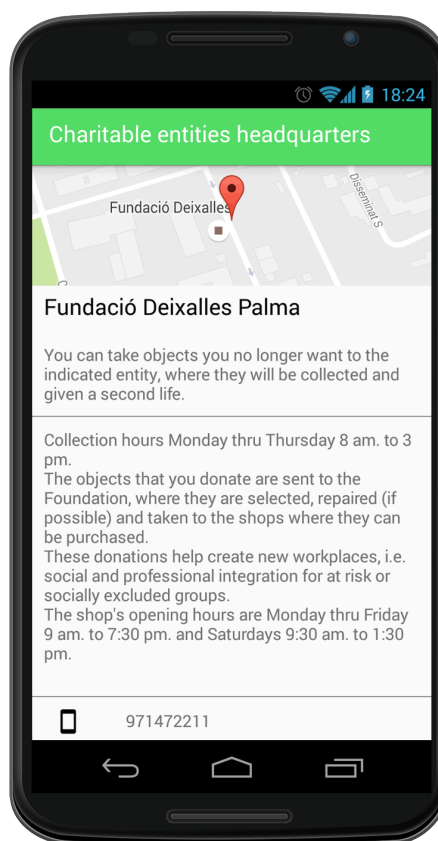 18:24
Charitable entities headquarters
Disseminat S
Fundació Deixalles
Fundació Deixalles Palma
You can take objects you no longer want to the
indicated entity, where they will be collected and
given a second life.
Collection hours Monday thru Thursday 8 am. to 3
pm.
The objects that you donate are sent to the
Foundation, where they are selected, repaired (if
possible) and taken to the shops where they can
be purchased.
These donations help create new workplaces, i.e.
social and professional integration for at risk or
socially excluded groups.
The shop's opening hours are Monday thru Friday
9 am. to 7:30 pm. and Saturdays 9:30 am. to 1:30
pm.
971472211